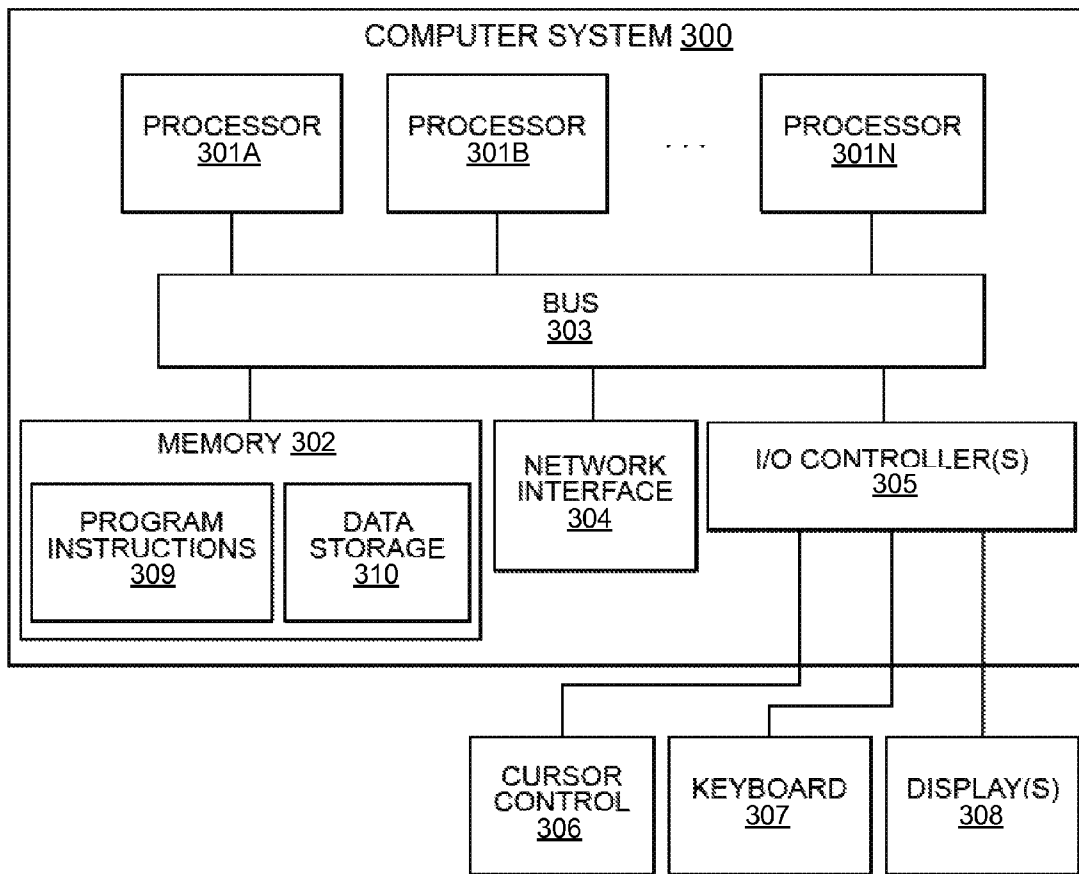 COMPUTER SYSTEM 300
PROCESSOR
301A
PROCESSOR
301B
. . .
PROCESSOR
301N
BUS
303
MEMORY 302
PROGRAM
INSTRUCTIONS
309
DATA
STORAGE
310
NETWORK
INTERFACE
304
I/O CONTROLLER(S)
305
CURSOR
CONTROL
306
KEYBOARD
307
DISPLAY(S)
308